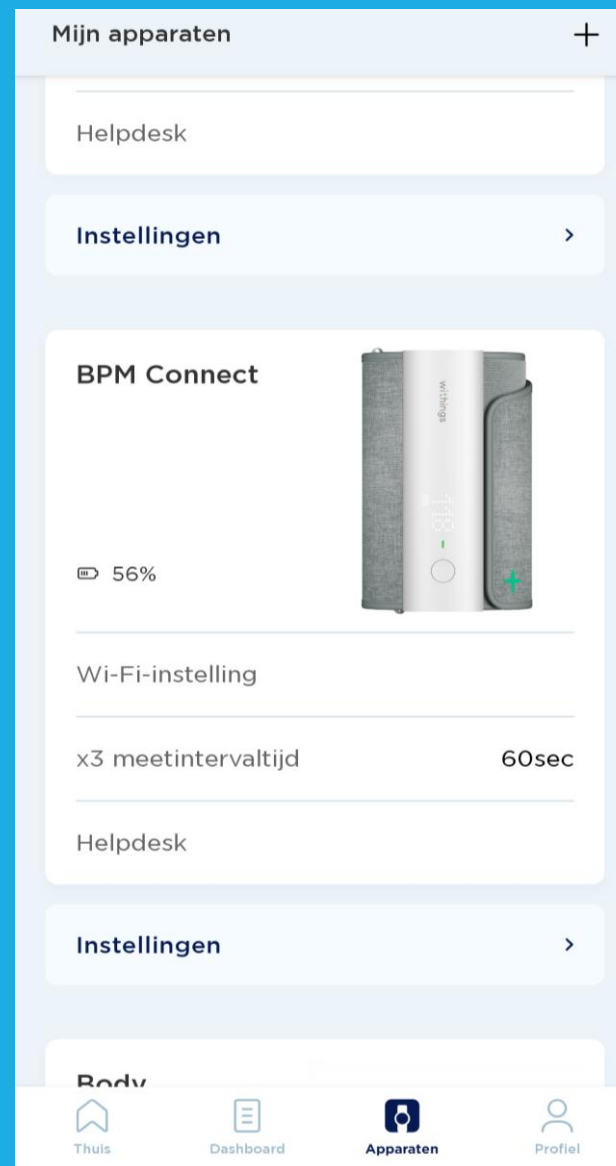 Mijn apparaten
Helpdesk
Instellingen
BPM Connect
withings
118
56%
Wi-Fi-instelling
x3 meetintervaltijd 60sec
Helpdesk
Instellingen
Body
Thuis Dashboard Apparaten Profiel